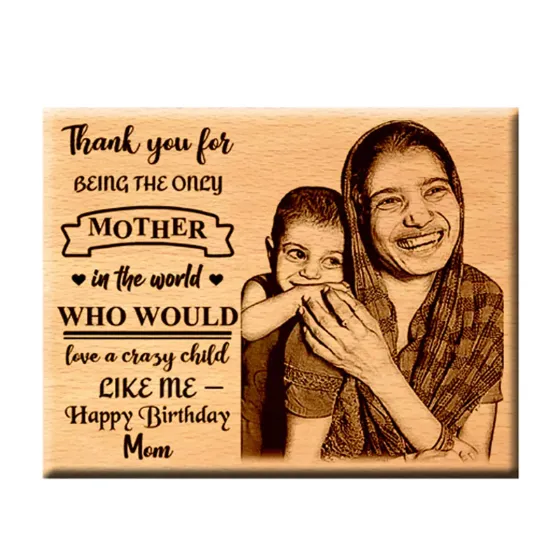 Thank you for
BEING THE ONLY
MOTHER
in the world
WHO WOULD
love a crazy child
LIKE ME —
Happy Birthday
Mom